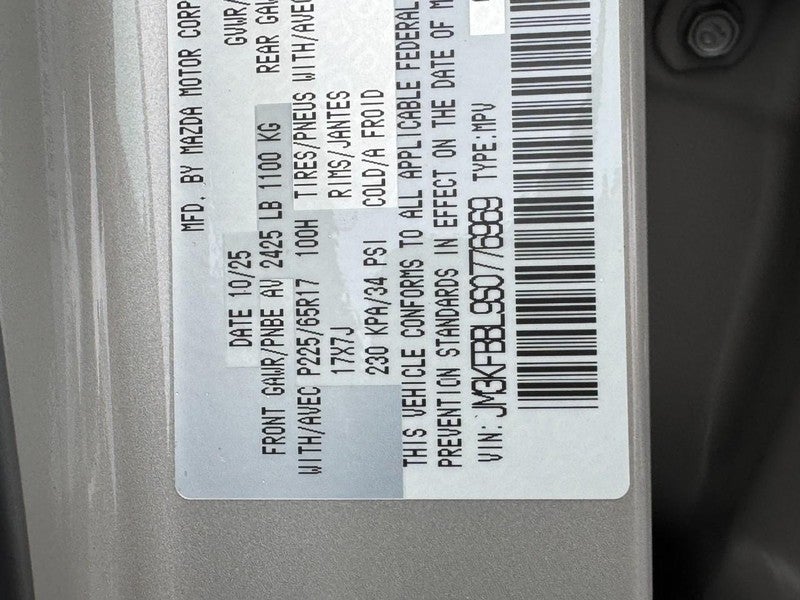 MFD. BY MAZDA MOTOR CORP
DATE 10/25 GVWR/
FRONT GAWR/PNBE AV 2425 LB 1100 KG REAR GAW
WITH/AVEC P225/65R17 100H TIRES/PNEUS WITH/AVEC
17X7J RIMS/JANTES
230 KPA/34 PSI COLD/A FROID
THIS VEHICLE CONFORMS TO ALL APPLICABLE FEDERAL
PREVENTION STANDARDS IN EFFECT ON THE DATE OF M
VIN: JM3KFBBL9S0776969 TYPE:MPV